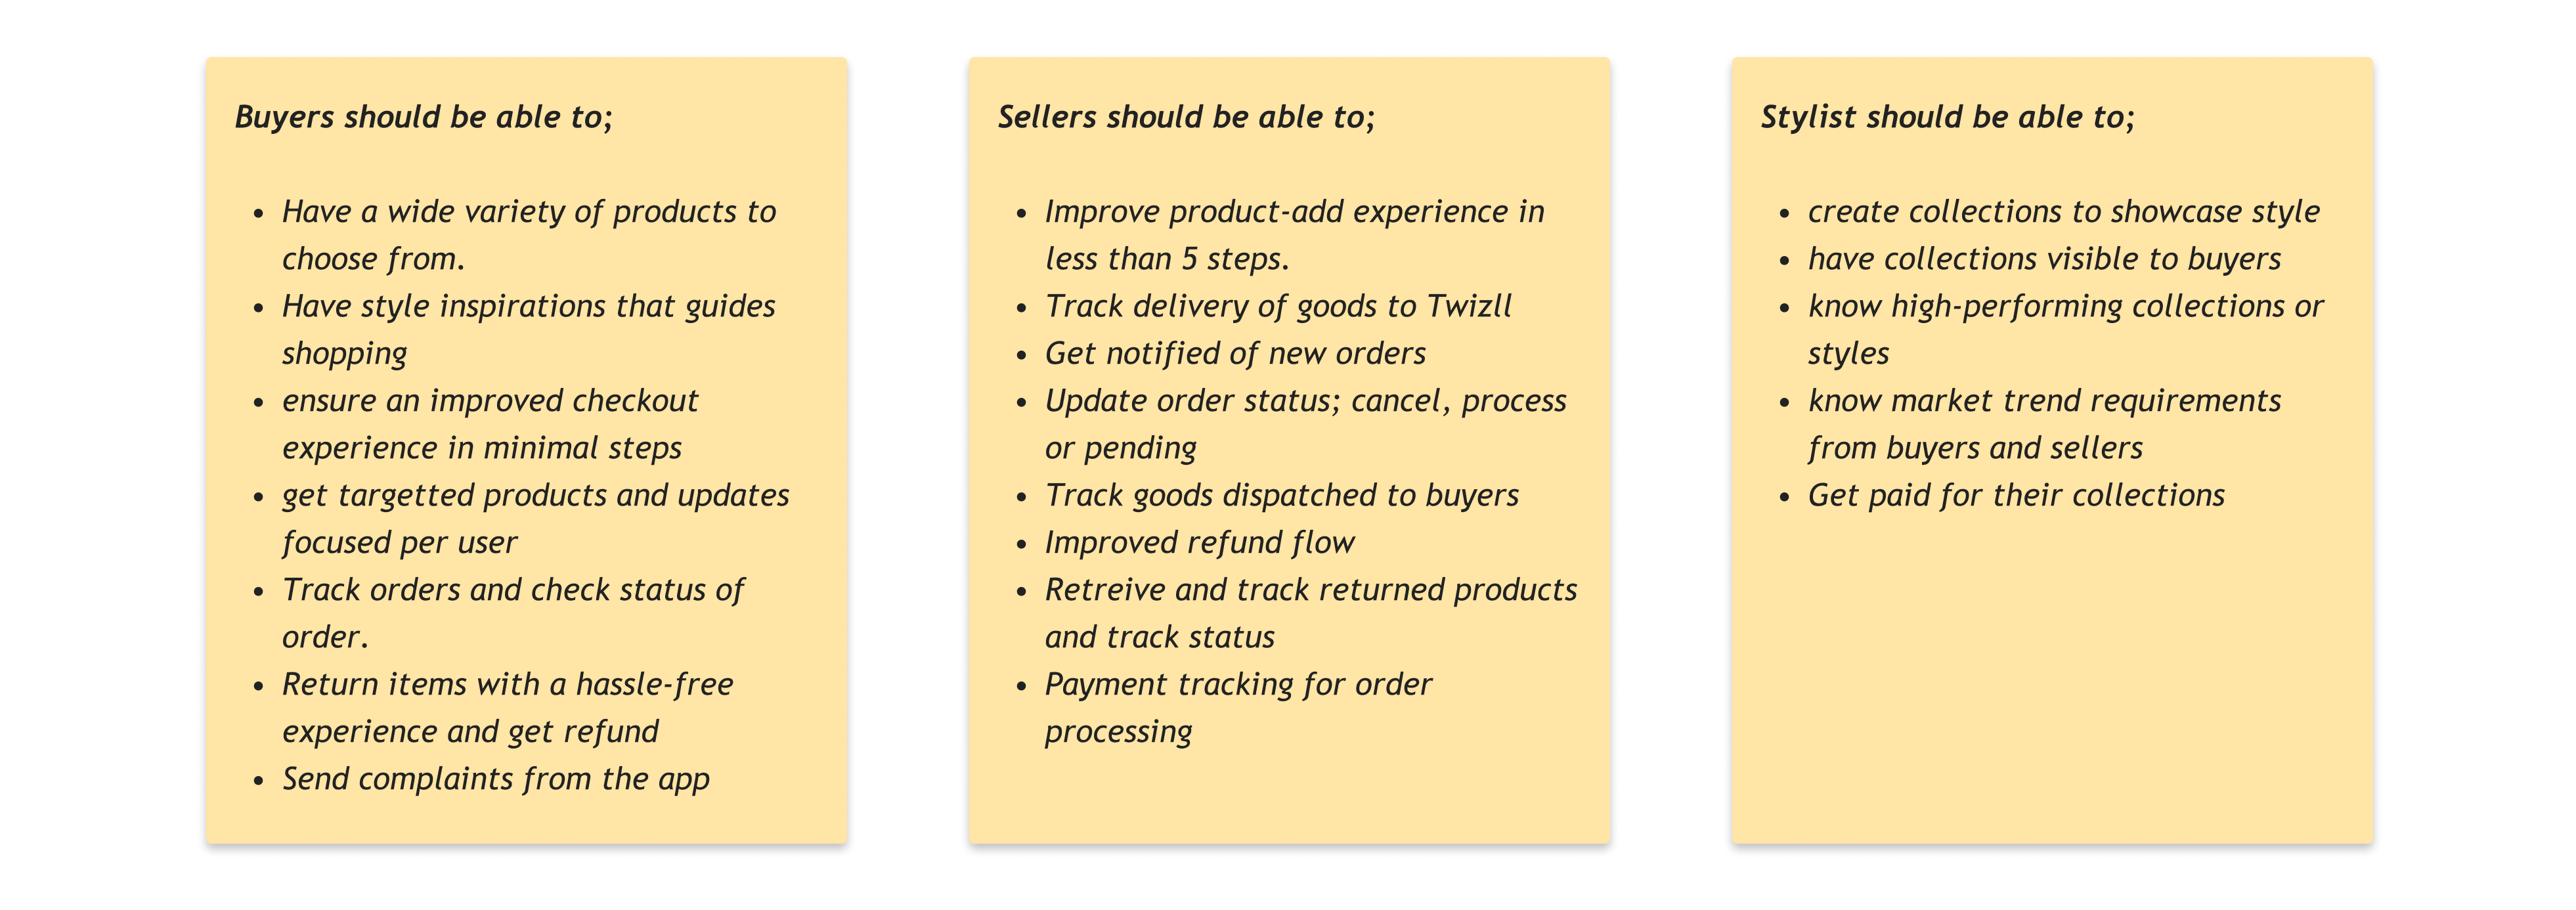 Buyers should be able to;
• Have a wide variety of products to
choose from.
• Have style inspirations that guides
shopping
• ensure an improved checkout
experience in minimal steps
• get targetted products and updates
focused per user
• Track orders and check status of
order.
• Return items with a hassle-free
experience and get refund
• Send complaints from the app
Sellers should be able to;
• Improve product-add experience in
less than 5 steps.
• Track delivery of goods to Twizll
• Get notified of new orders
• Update order status; cancel, process
or pending
• Track goods dispatched to buyers
• Improved refund flow
• Retreive and track returned products
and track status
• Payment tracking for order
processing
Stylist should be able to;
• create collections to showcase style
• have collections visible to buyers
• know high-performing collections or
styles
• know market trend requirements
from buyers and sellers
• Get paid for their collections